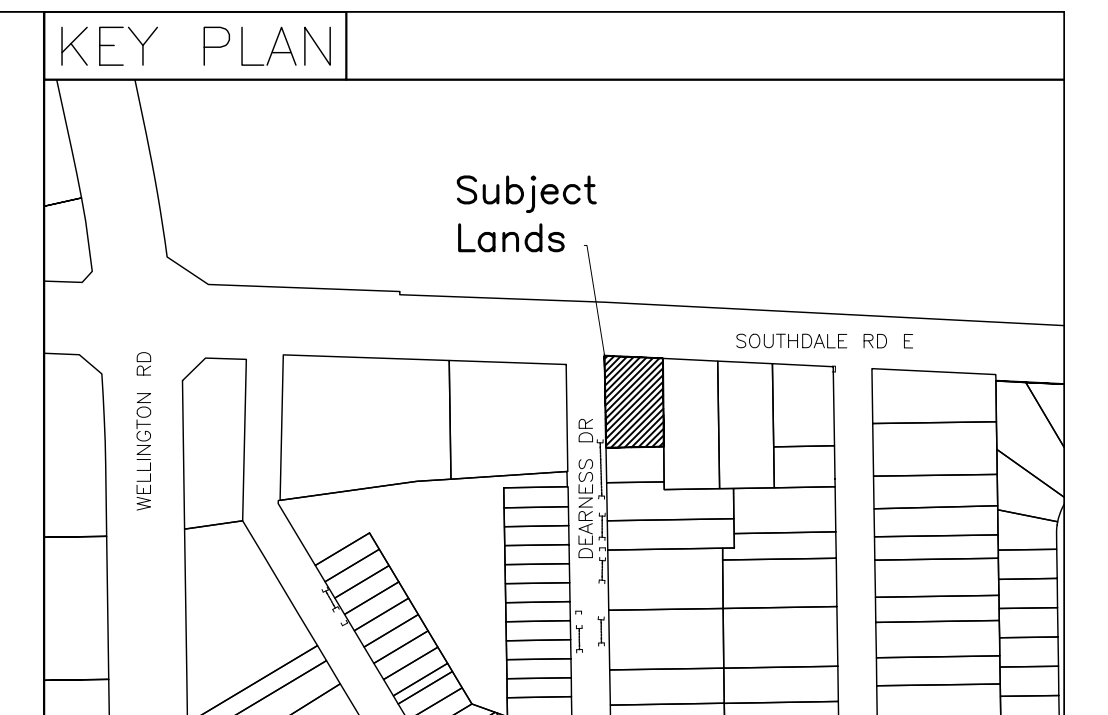 KEY PLAN
Subject
Lands
SOUTHDALE RD E
WELLINGTON RD
DEARNESS DR